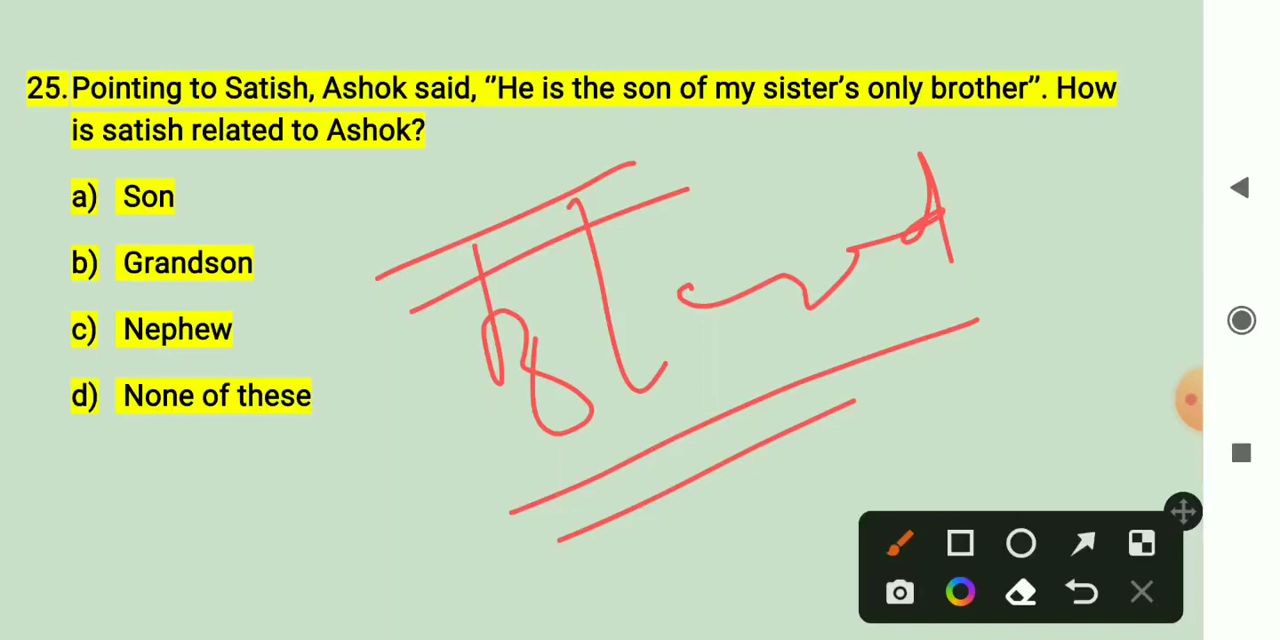 25. Pointing to Satish, Ashok said, “He is the son of my sister’s only brother”. How
is satish related to Ashok?
a) Son
b) Grandson
c) Nephew
d) None of these